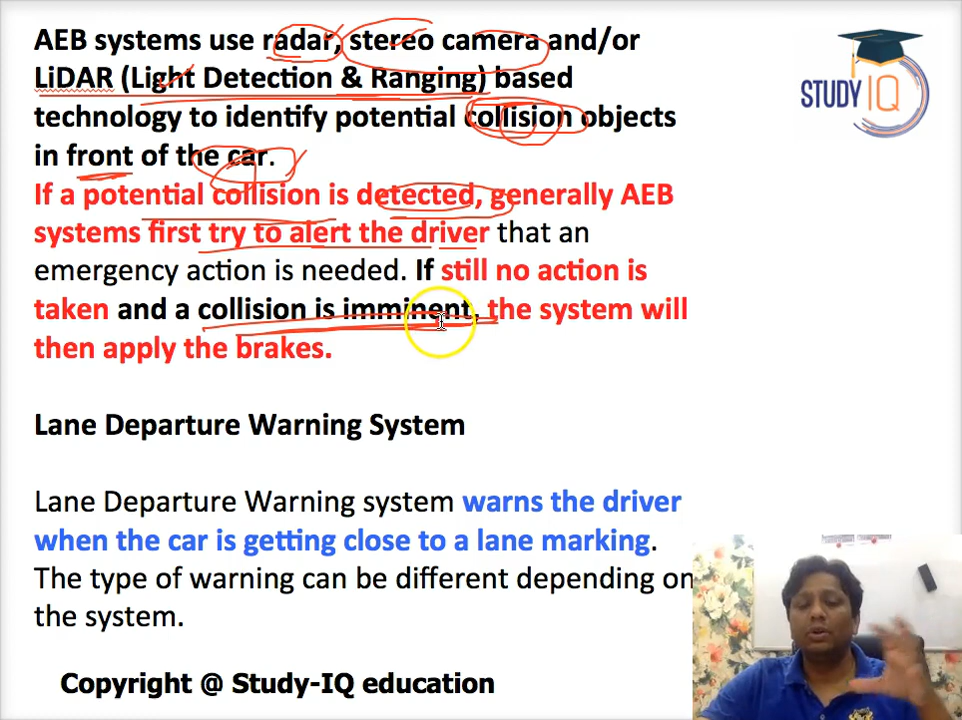 AEB systems use radar, stereo camera and/or
LiDAR (Light Detection & Ranging) based
technology to identify potential collision objects
in front of the car.
If a potential collision is detected, generally AEB
systems first try to alert the driver that an
emergency action is needed. If still no action is
taken and a collision is imminent, the system will
then apply the brakes.
Lane Departure Warning System
Lane Departure Warning system warns the driver
when the car is getting close to a lane marking.
The type of warning can be different depending on
the system.
Copyright @ Study-IQ education
STUDY IQ